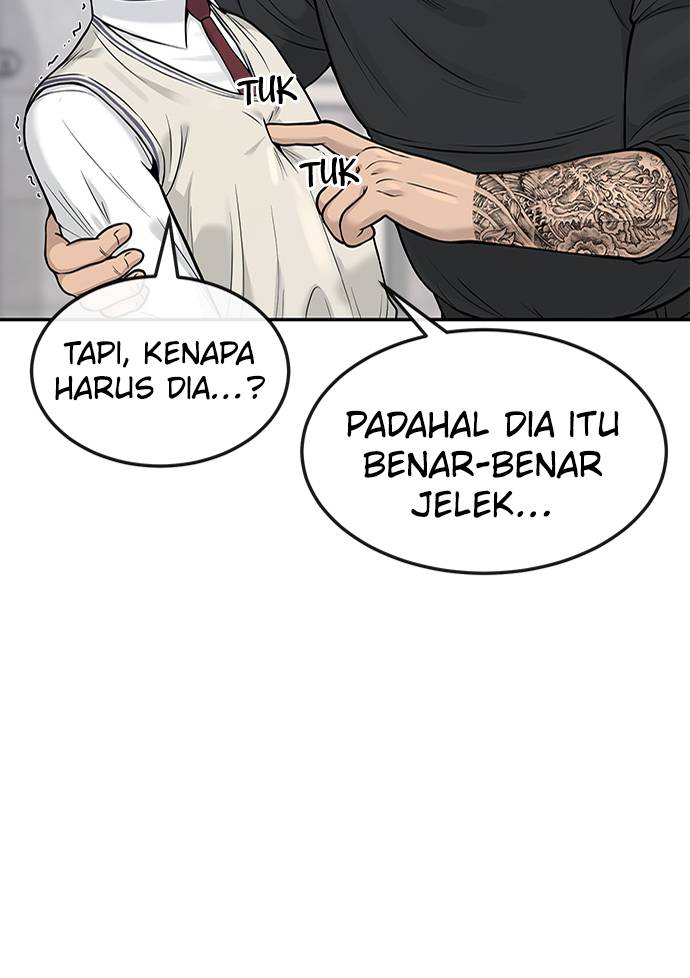 TUK
TUK
TAPI, KENAPA
HARUS DIA...?
PADAHAL DIA ITU
BENAR-BENAR
JELEK...